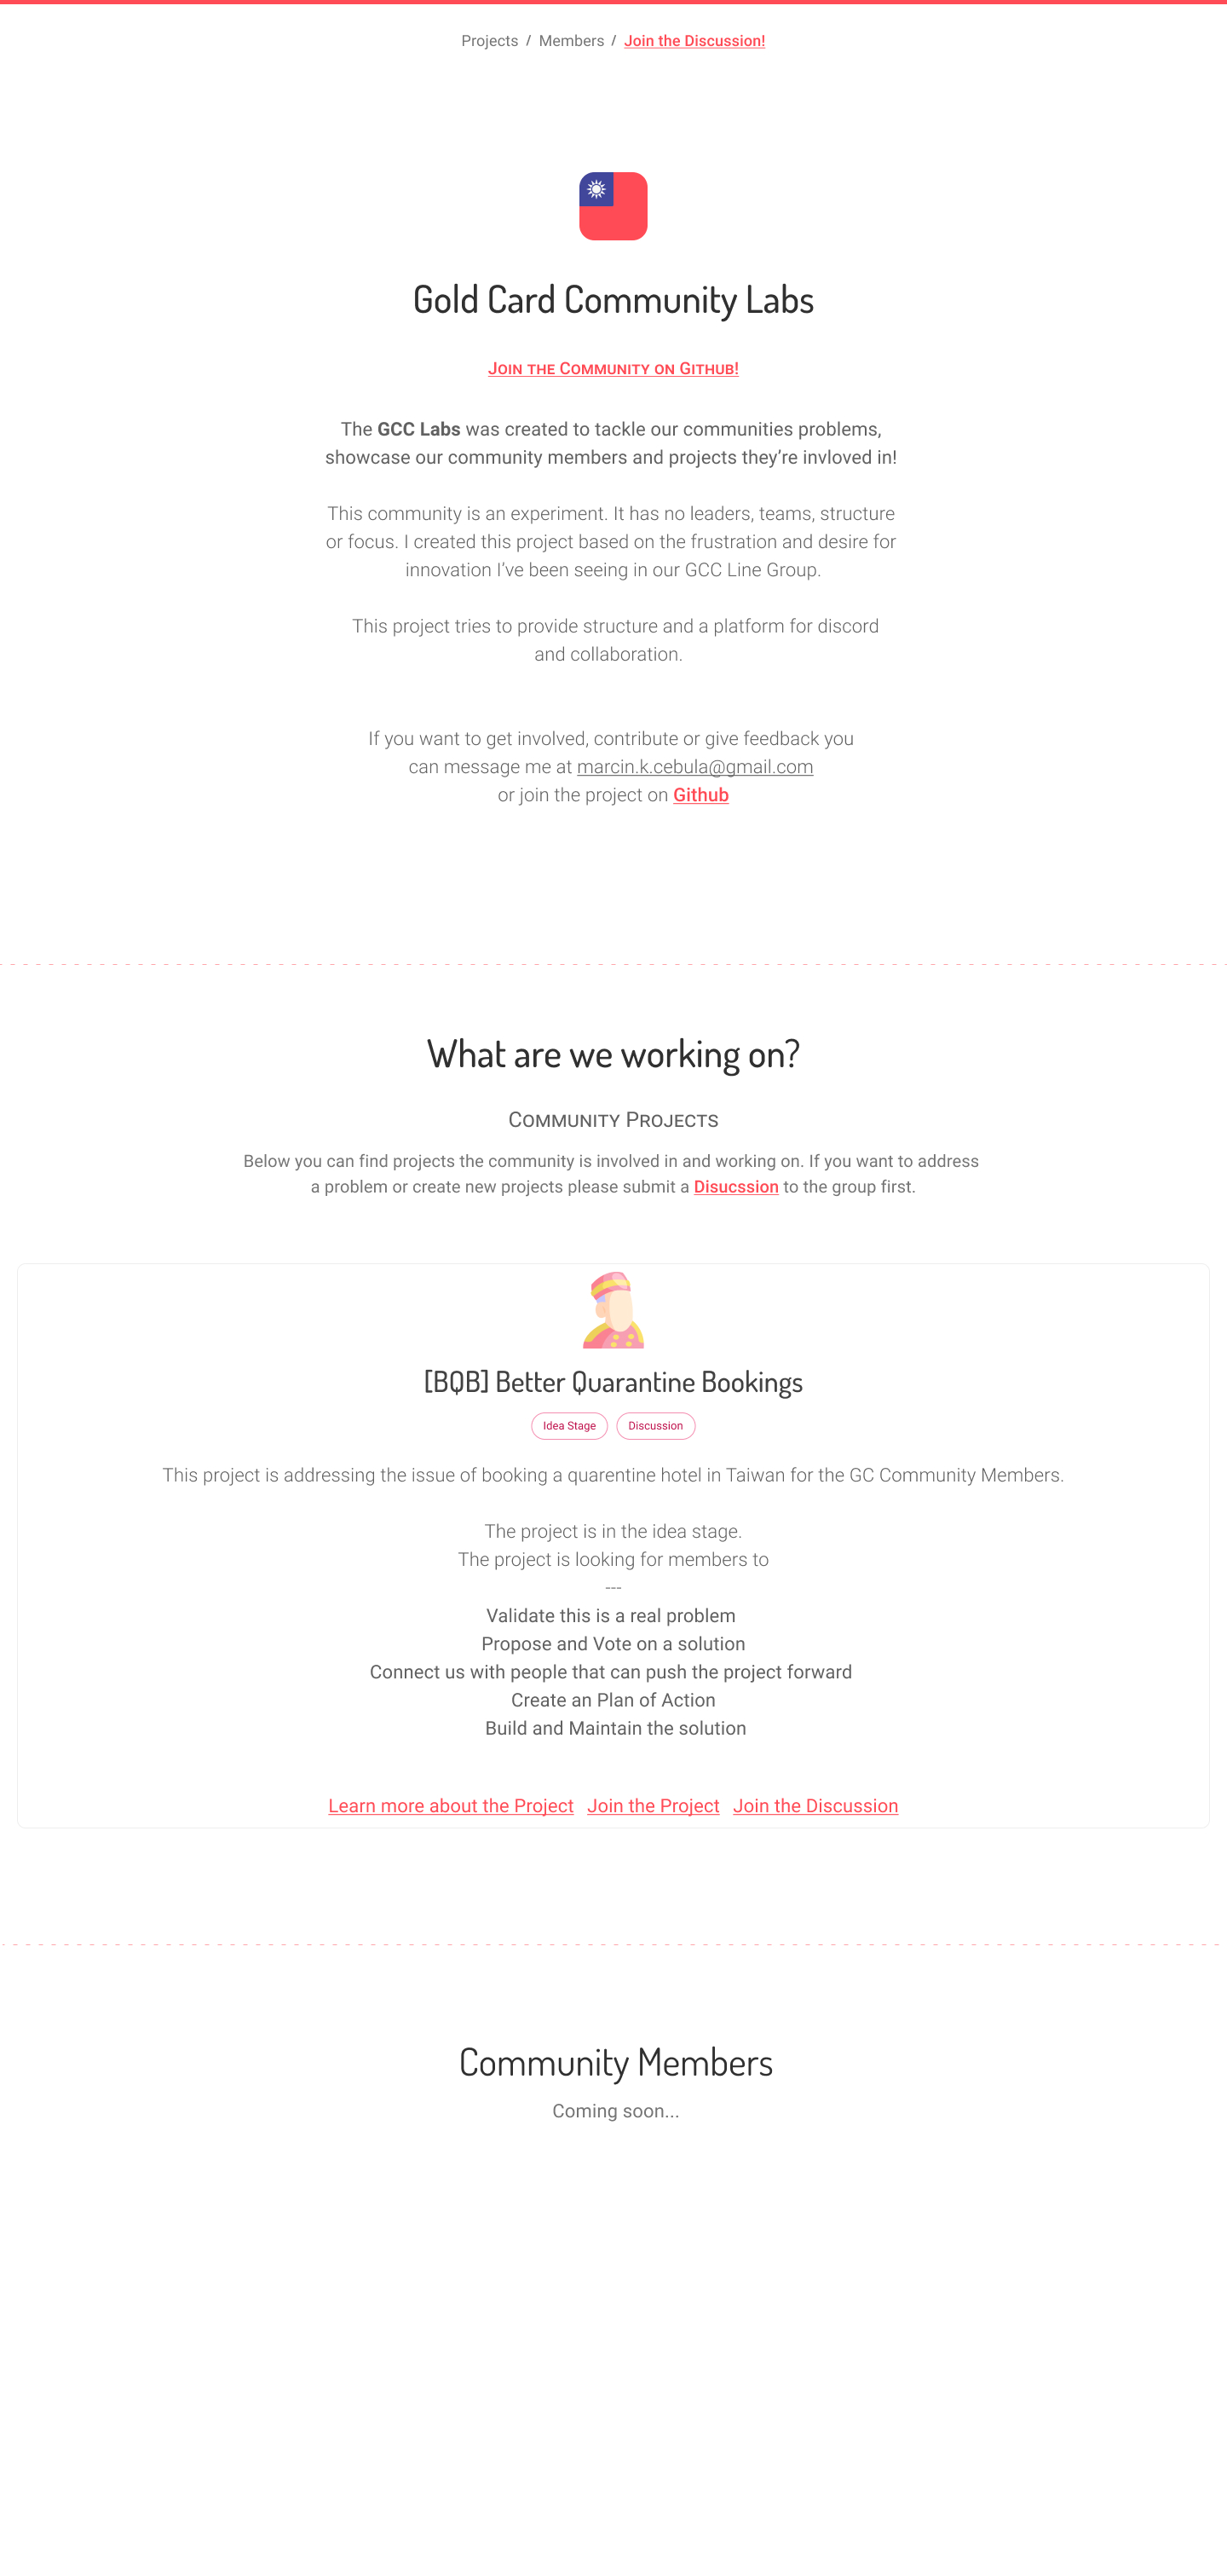 Projects / Members / Join the Discussion!
Gold Card Community Labs
Join the Community on Github!
The GCC Labs was created to tackle our communities problems,
showcase our community members and projects they’re invloved in!
This community is an experiment. It has no leaders, teams, structure
or focus. I created this project based on the frustration and desire for
innovation I’ve been seeing in our GCC Line Group.
This project tries to provide structure and a platform for discord
and collaboration.
If you want to get involved, contribute or give feedback you
can message me at marcin.k.cebula@gmail.com
or join the project on Github
What are we working on?
Community Projects
Below you can find projects the community is involved in and working on. If you want to address
a problem or create new projects please submit a Disucssion to the group first.
[BQB] Better Quarantine Bookings
Idea Stage Discussion
This project is addressing the issue of booking a quarentine hotel in Taiwan for the GC Community Members.
The project is in the idea stage.
The project is looking for members to
---
Validate this is a real problem
Propose and Vote on a solution
Connect us with people that can push the project forward
Create an Plan of Action
Build and Maintain the solution
Learn more about the Project Join the Project Join the Discussion
Community Members
Coming soon...